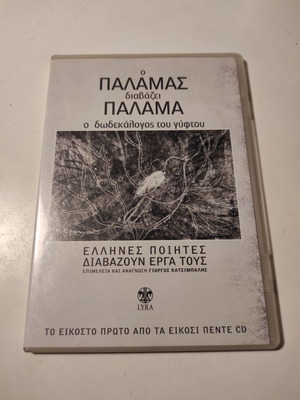 ο
ΠΑΛΑΜΑΣ
διαβάζει
ΠΑΛΑΜΑ
ο δωδεκάλογος του γύφτου
ΕΛΛΗΝΕΣ ΠΟΙΗΤΕΣ
ΔΙΑΒΑΖΟΥΝ ΕΡΓΑ ΤΟΥΣ
ΕΠΙΜΕΛΕΙΑ ΚΑΙ ΑΝΑΓΝΩΣΗ ΓΙΩΡΓΟΣ ΚΑΤΣΙΜΠΑΛΗΣ
LYRA
ΤΟ ΕΙΚΟΣΤΟ ΠΡΩΤΟ ΑΠΟ ΤΑ ΕΙΚΟΣΙ ΠΕΝΤΕ CD